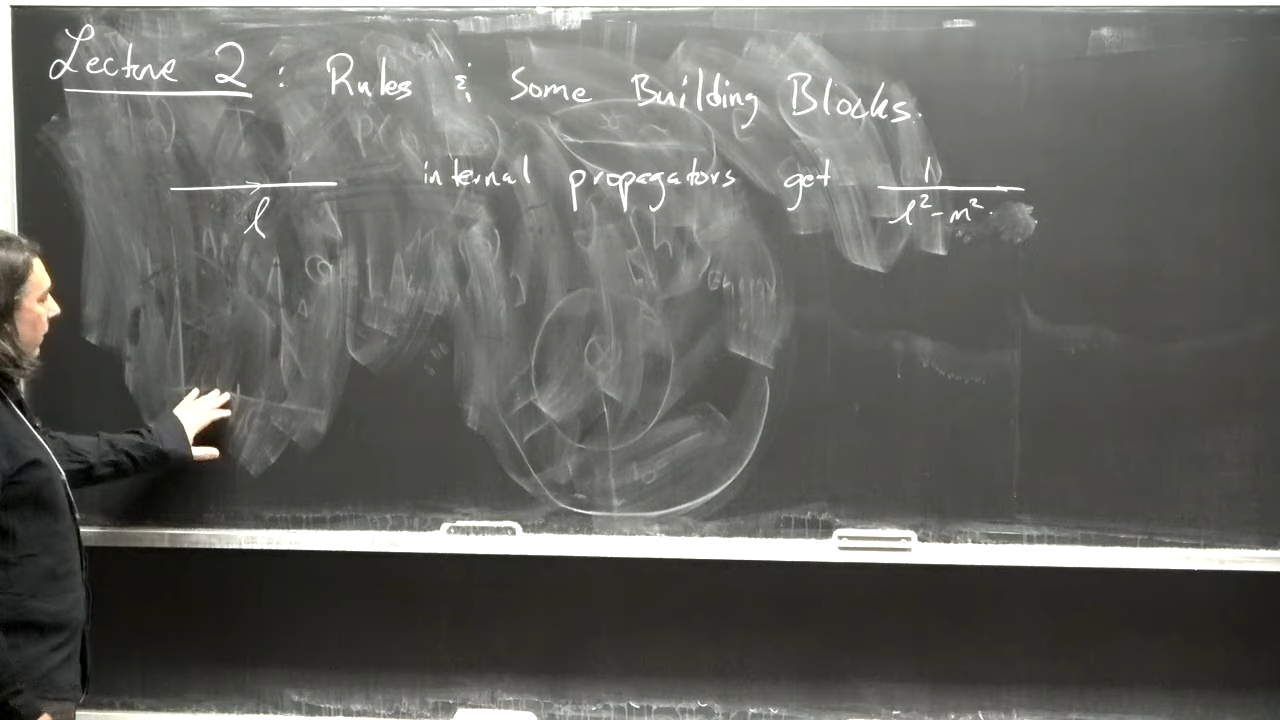 Lecture 2 : Rules & Some Building Blocks.
internal propagators get 1/(l²-m²)
l